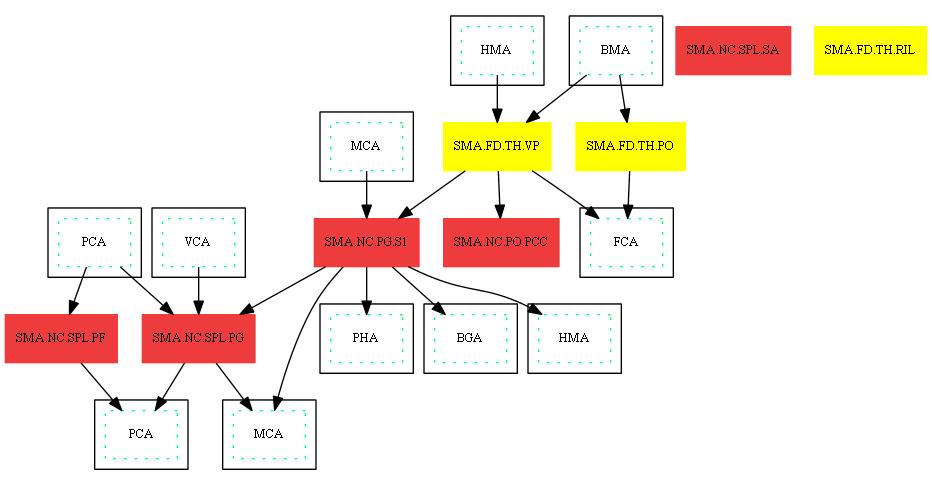 HMA
BMA
SMA.NC.SPL.SA
SMA.FD.TH.RIL
MCA
SMA.FD.TH.VP
SMA.FD.TH.PO
PCA
VCA
SMA.NC.PG.S1
SMA.NC.PO.PCC
FCA
SMA.NC.SPL.PF
SMA.NC.SPL.PG
PHA
BGA
HMA
PCA
MCA